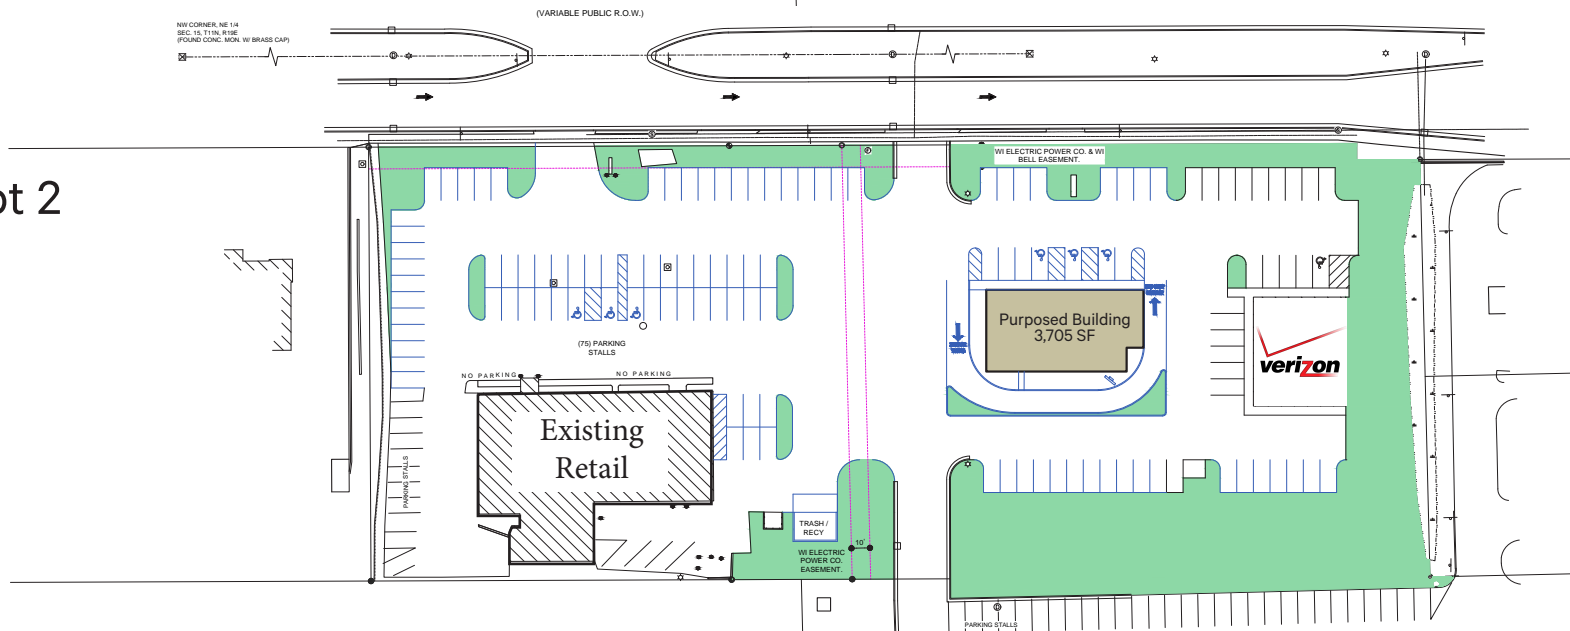 (VARIABLE PUBLIC R.O.W.)
NW CORNER, NE 1/4
SEC. 15, T11N, R19E
(FOUND CONC. MON. W/ BRASS CAP)
WI ELECTRIC POWER CO. & WI
BELL EASEMENT.
ot 2
Purposed Building
3,705 SF
(75) PARKING
STALLS
verizon
NO PARKING
NO PARKING
Existing
Retail
PARKING STALLS
TRASH /
RECY
10'
WI ELECTRIC
POWER CO.
EASEMENT.
PARKING STALLS